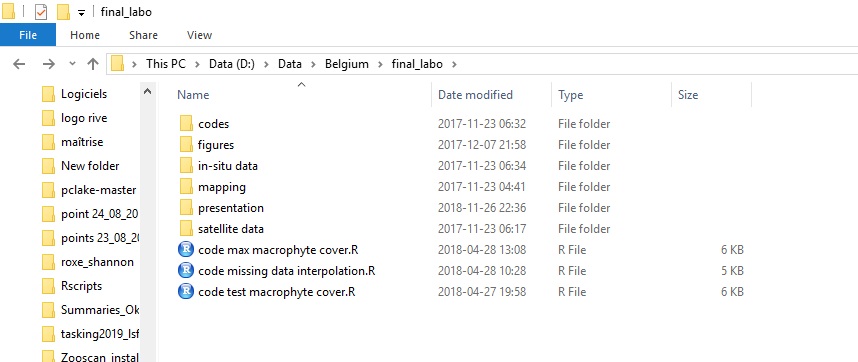 final_labo
File Home Share View
This PC Data (D:) Data Belgium final_labo
Name Date modified Type Size
Logiciels
logo rive
maîtrise
New folder
pclake-master
point 24_08_20
points 23_08_20
roxe_shannon
Rscripts
Summaries_Ok
tasking2019_lsf
Zooscan_instal
codes 2017-11-23 06:32 File folder
figures 2017-12-07 21:58 File folder
in-situ data 2017-11-23 06:34 File folder
mapping 2017-11-23 04:41 File folder
presentation 2018-11-26 22:36 File folder
satellite data 2017-11-23 06:17 File folder
R code max macrophyte cover.R 2018-04-28 13:08 R File 6 KB
R code missing data interpolation.R 2018-04-28 10:28 R File 5 KB
R code test macrophyte cover.R 2018-04-27 19:58 R File 6 KB